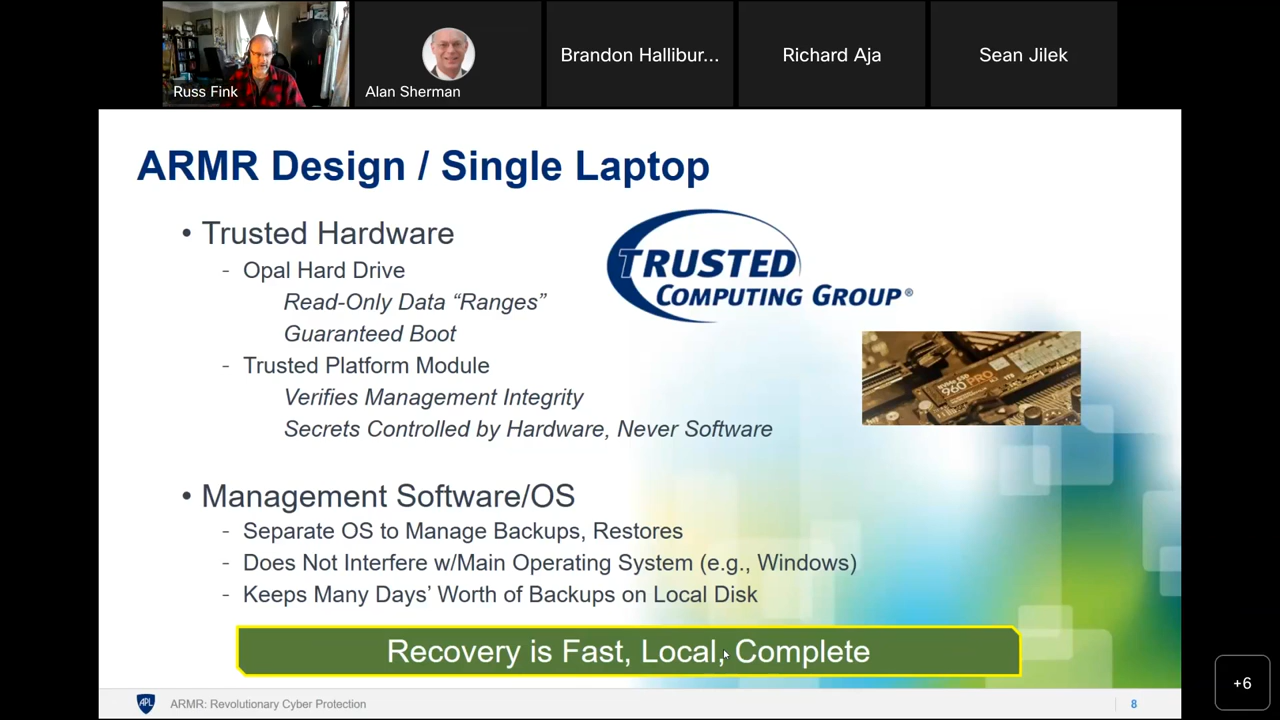 Russ Fink
Alan Sherman
Brandon Hallibur...
Richard Aja
Sean Jilek
ARMR Design / Single Laptop
• Trusted Hardware
- Opal Hard Drive
Read-Only Data “Ranges”
Guaranteed Boot
- Trusted Platform Module
Verifies Management Integrity
Secrets Controlled by Hardware, Never Software
TRUSTED
COMPUTING GROUP®
960 PRO
• Management Software/OS
- Separate OS to Manage Backups, Restores
- Does Not Interfere w/Main Operating System (e.g., Windows)
- Keeps Many Days’ Worth of Backups on Local Disk
Recovery is Fast, Local, Complete
APL
ARMR: Revolutionary Cyber Protection
8
+6